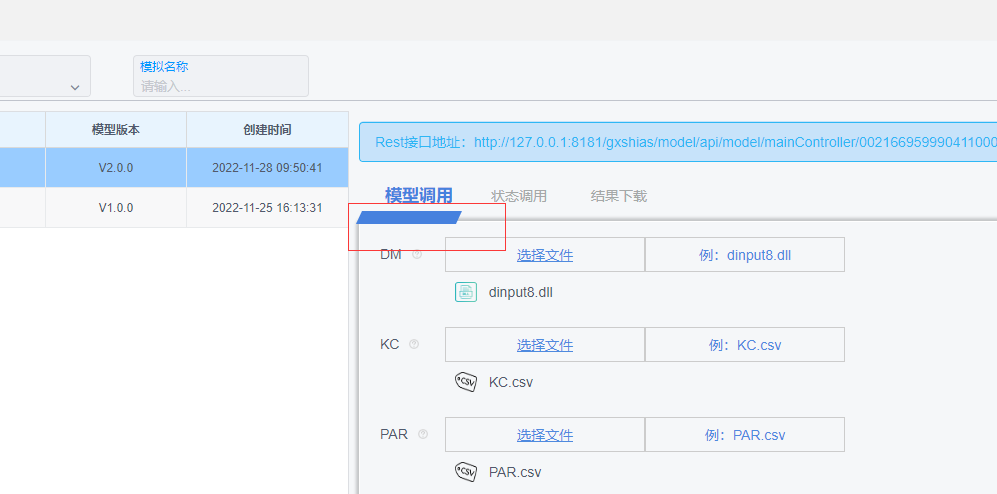 模拟名称
请输入...
模型版本 创建时间
V2.0.0 2022-11-28 09:50:41
V1.0.0 2022-11-25 16:13:31
Rest接口地址：http://127.0.0.1:8181/gxshias/model/api/model/mainController/002166959990411000
模型调用 状态调用 结果下载
DM 选择文件 例：dinput8.dll
dinput8.dll
KC 选择文件 例：KC.csv
CSV KC.csv
PAR 选择文件 例：PAR.csv
CSV PAR.csv